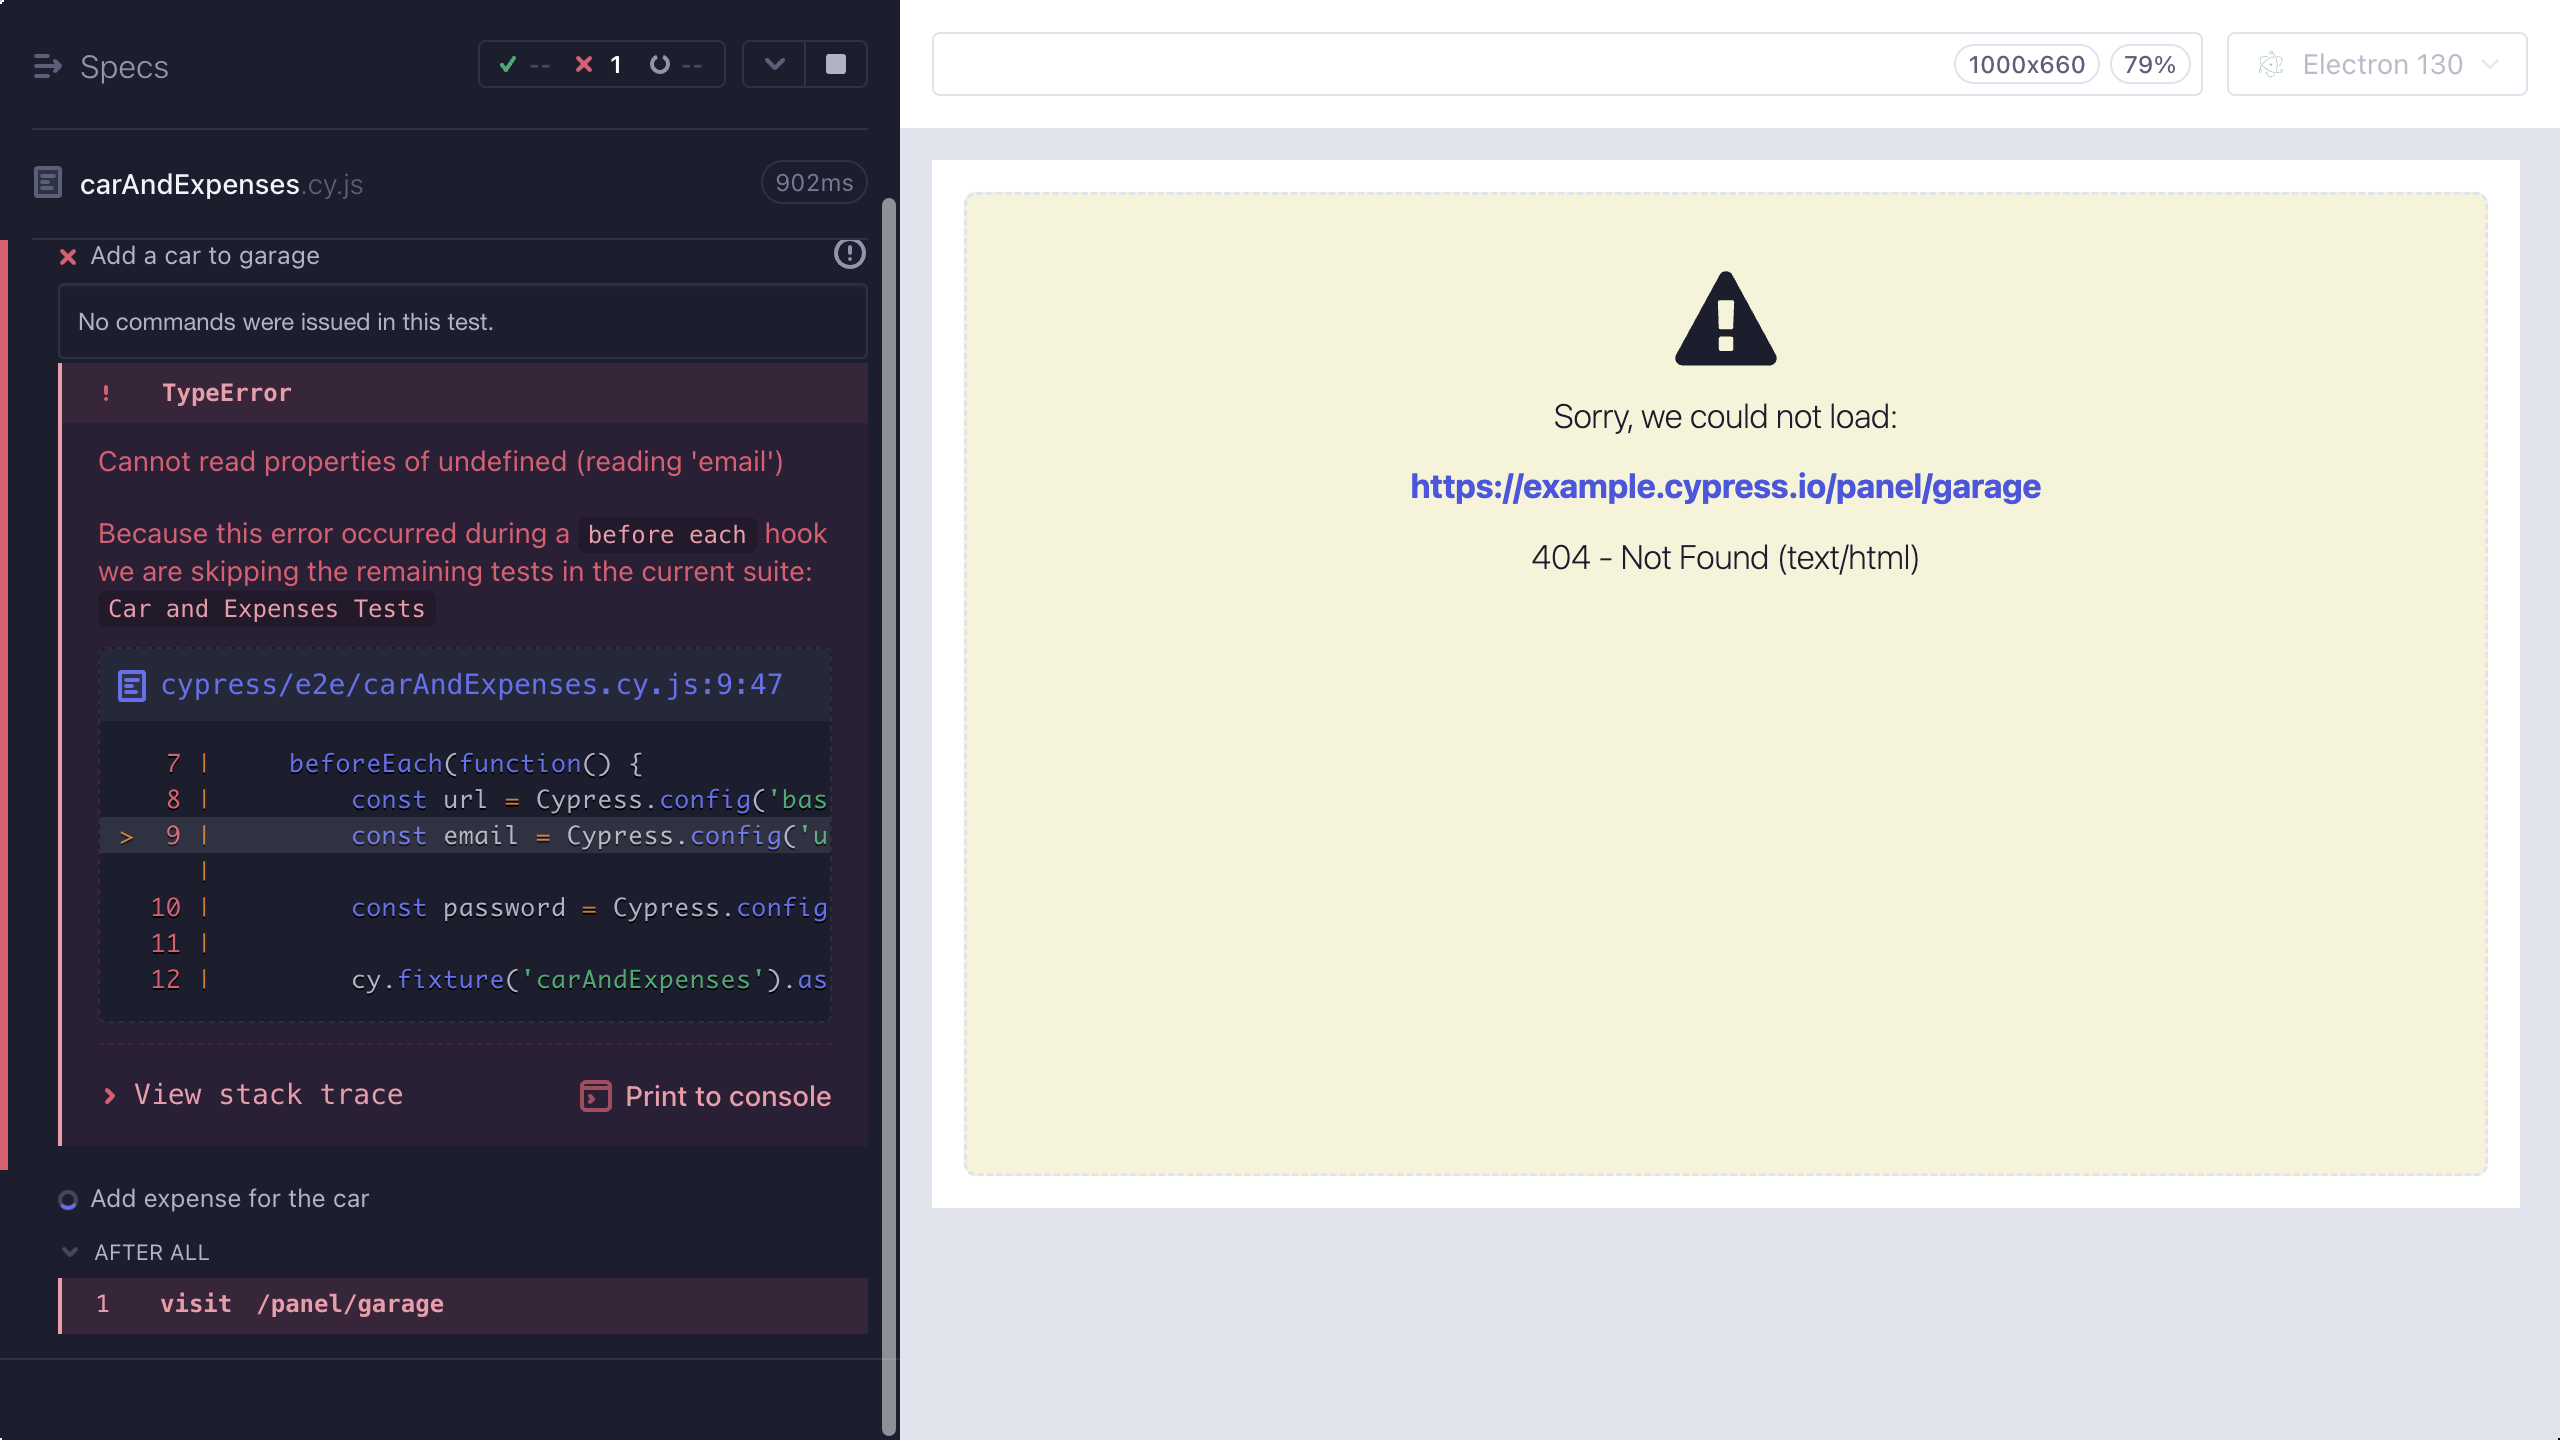 Specs
-- 1 --
carAndExpenses.cy.js
902ms
Add a car to garage
No commands were issued in this test.
! TypeError
Cannot read properties of undefined (reading 'email')
Because this error occurred during a before each hook
we are skipping the remaining tests in the current suite:
Car and Expenses Tests
cypress/e2e/carAndExpenses.cy.js:9:47
7 | beforeEach(function() {
8 | const url = Cypress.config('bas
> 9 | const email = Cypress.config('u
|
10 | const password = Cypress.config
11 |
12 | cy.fixture('carAndExpenses').as
View stack trace
Print to console
Add expense for the car
AFTER ALL
1 visit /panel/garage
1000x660
79%
Electron 130
Sorry, we could not load:
https://example.cypress.io/panel/garage
404 - Not Found (text/html)